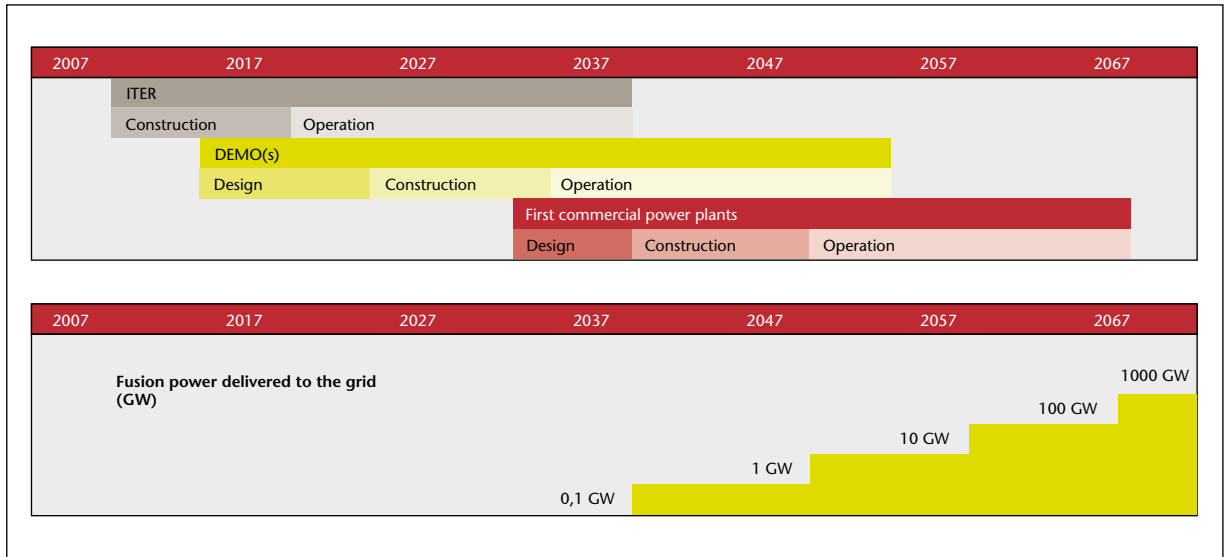 2007 2017 2027 2037 2047 2057 2067
ITER
Construction Operation
DEMO(s)
Design Construction Operation
First commercial power plants
Design Construction Operation
2007 2017 2027 2037 2047 2057 2067
Fusion power delivered to the grid
(GW)
1000 GW
100 GW
10 GW
1 GW
0,1 GW